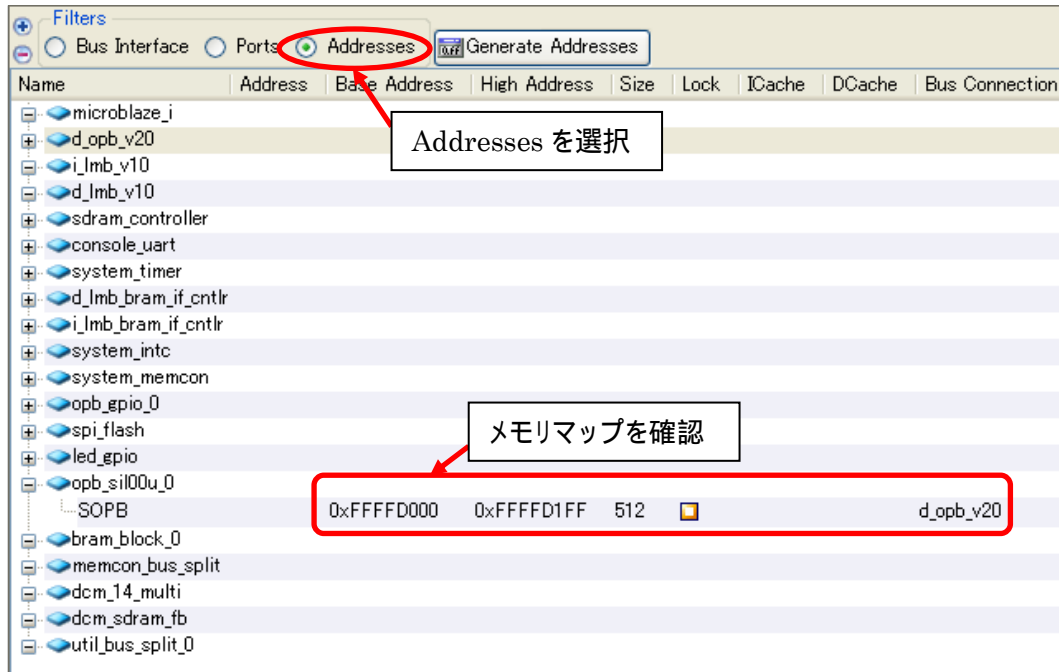 Filters
Bus Interface Ports Addresses Generate Addresses
Name Address Base Address High Address Size Lock ICache DCache Bus Connection
microblaze_i
Addresses を選択
d_opb_v20
i_lmb_v10
d_lmb_v10
sdram_controller
console_uart
system_timer
d_lmb_bram_if_cntlr
i_lmb_bram_if_cntlr
system_intc
system_memcon
opb_gpio_0
メモリマップを確認
spi_flash
led_gpio
opb_sil00u_0
SOPB 0xFFFFD000 0xFFFFD1FF 512 d_opb_v20
bram_block_0
memcon_bus_split
dcm_14_multi
dcm_sdram_fb
util_bus_split_0